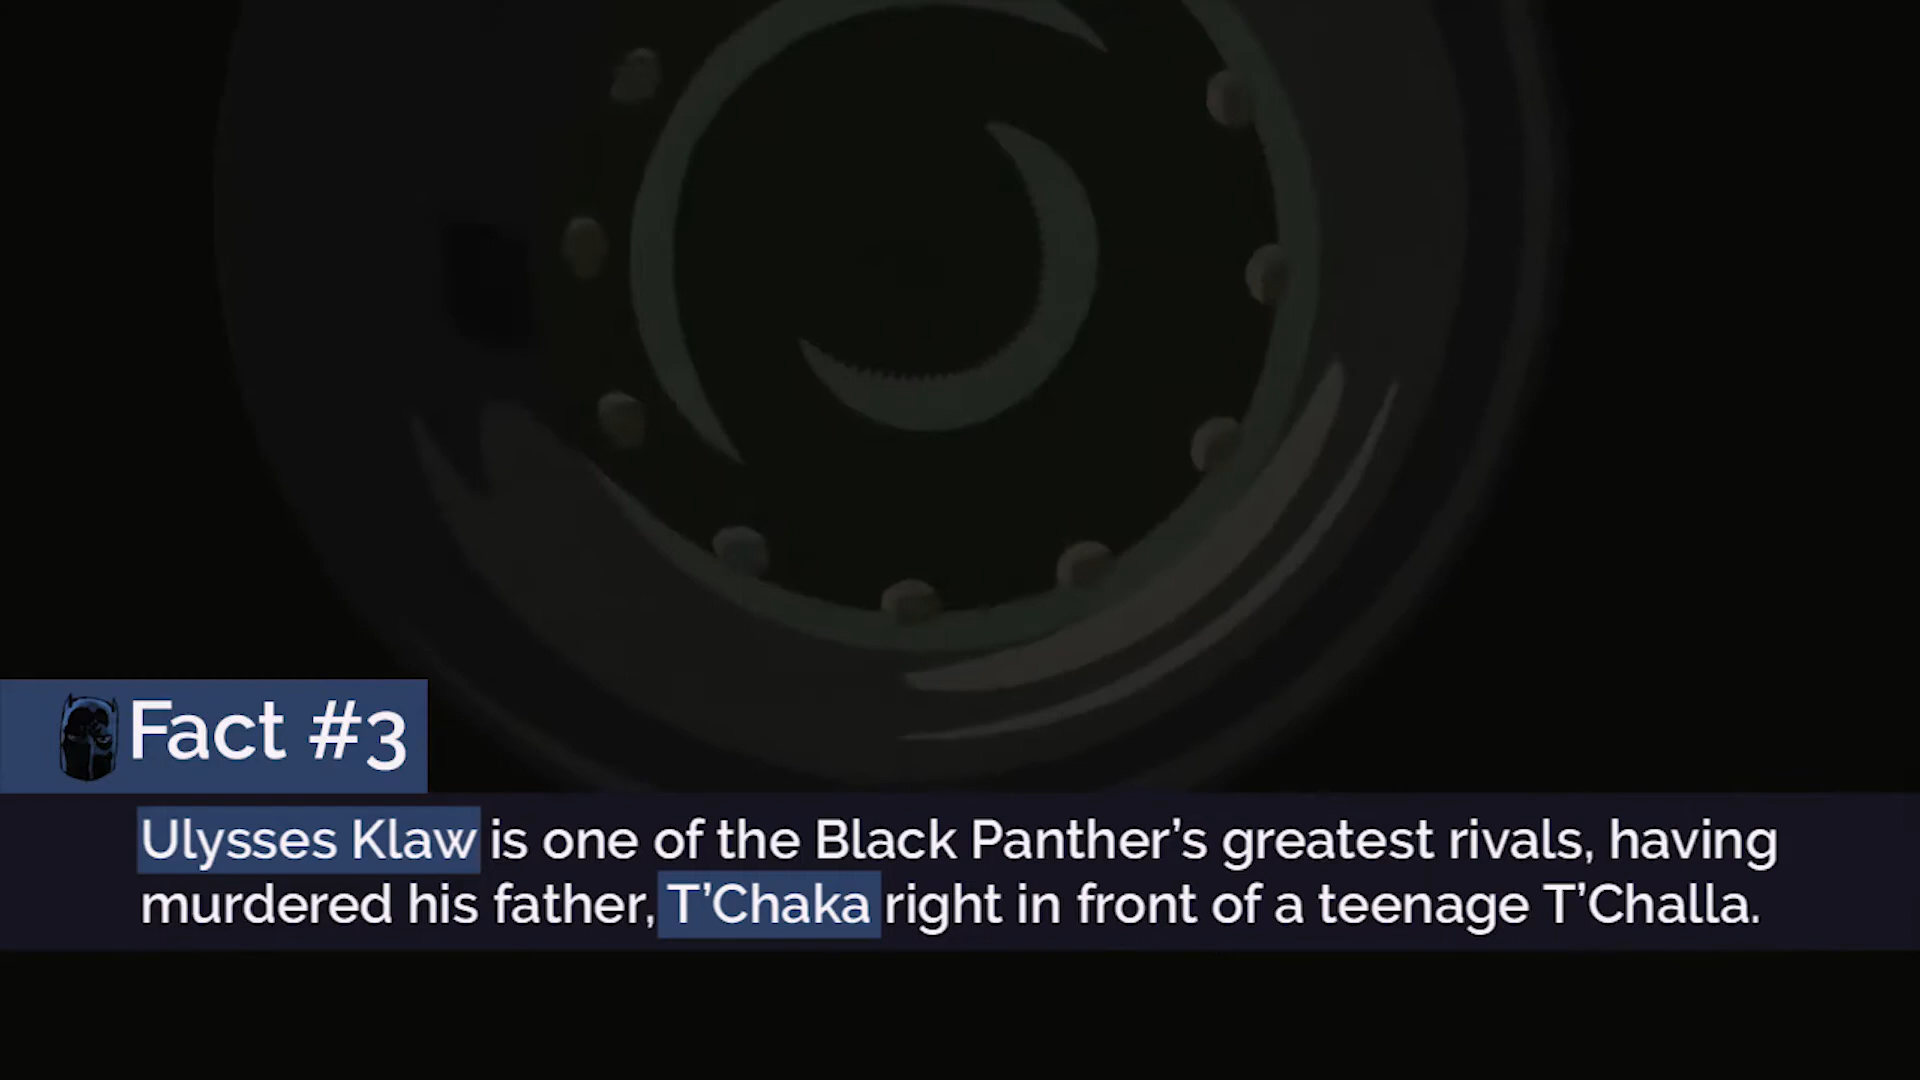 Fact #3
Ulysses Klaw is one of the Black Panther's greatest rivals, having
murdered his father, T'Chaka right in front of a teenage T'Challa.